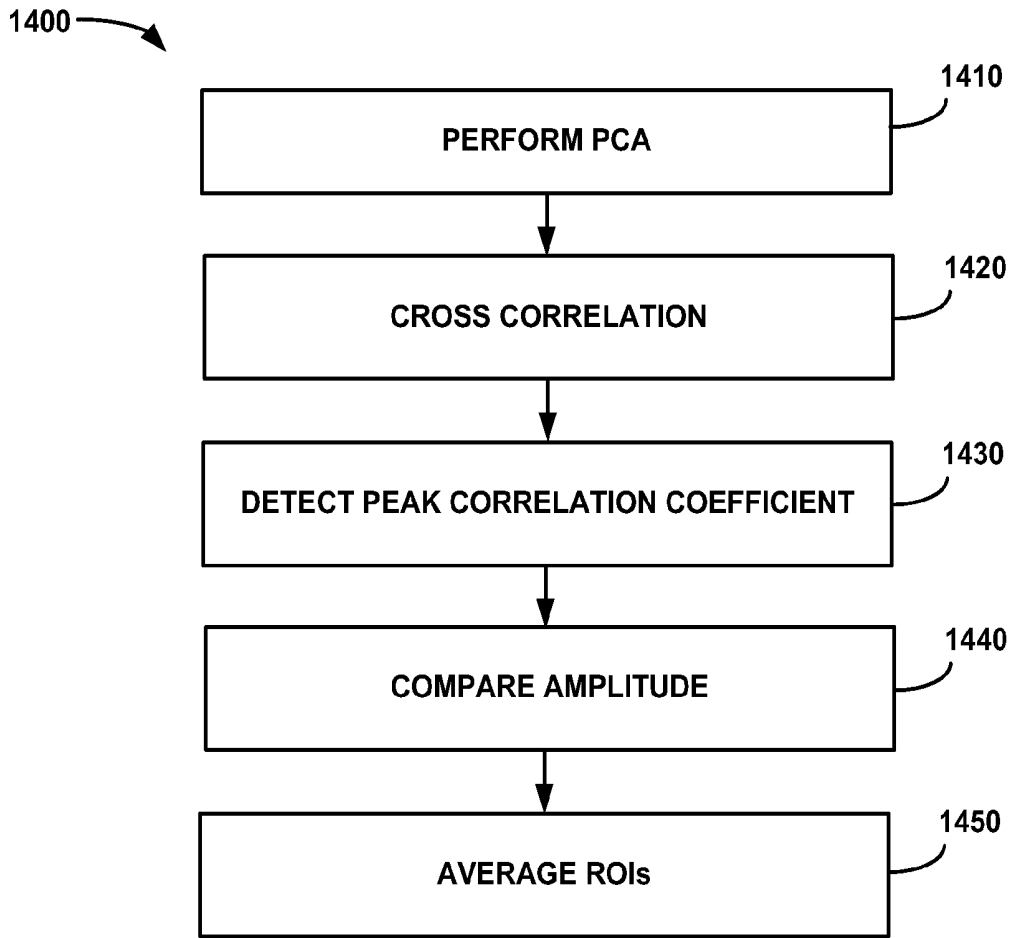 1400
1410
PERFORM PCA
1420
CROSS CORRELATION
1430
DETECT PEAK CORRELATION COEFFICIENT
1440
COMPARE AMPLITUDE
1450
AVERAGE ROIs